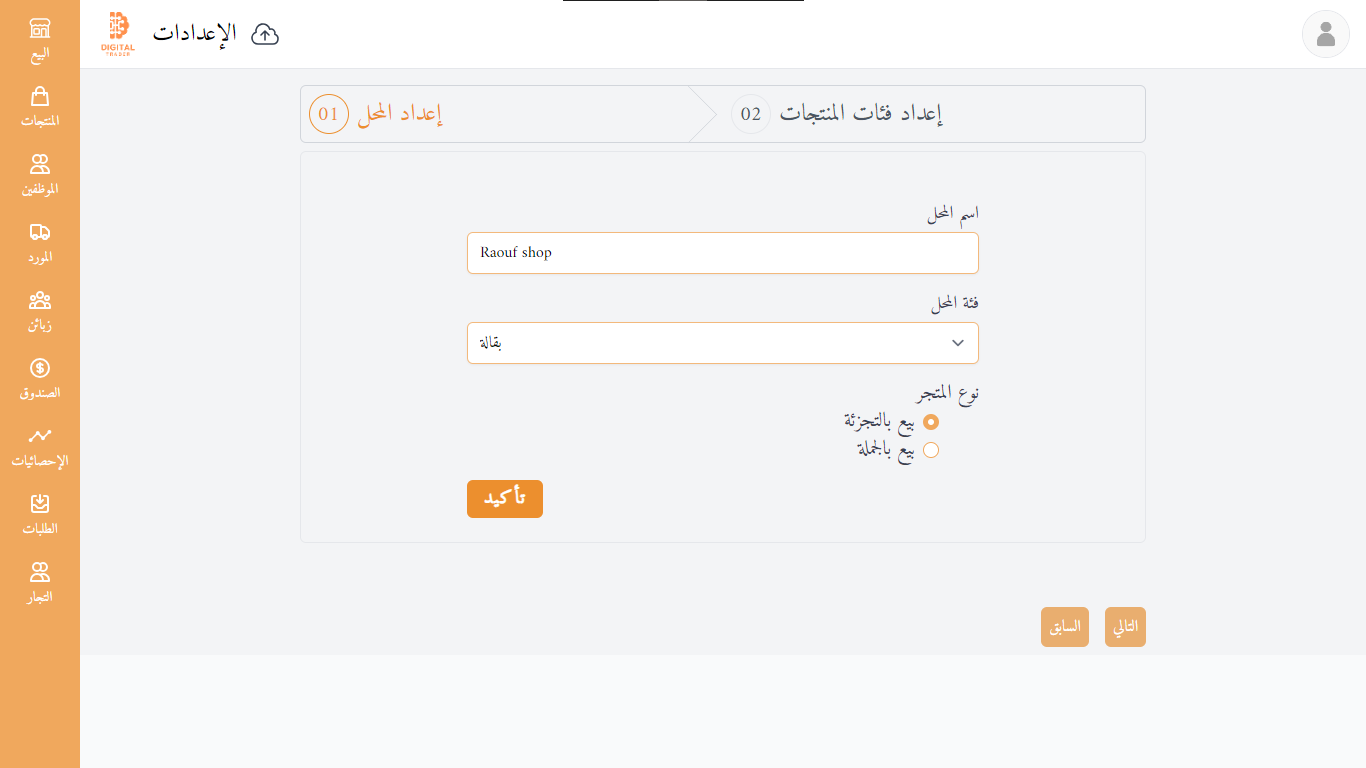 DIGITAL
TRADER
الإعدادات
البيع
المنتجات
الموظفين
المورد
زبائن
الصندوق
الإحصائيات
الطلبات
التجار
01 إعداد المحل
02 إعداد فئات المنتجات
اسم المحل
Raouf shop
فئة المحل
بقالة
نوع المتجر
بيع بالتجزئة
بيع بالجملة
تأكيد
السابق
التالي